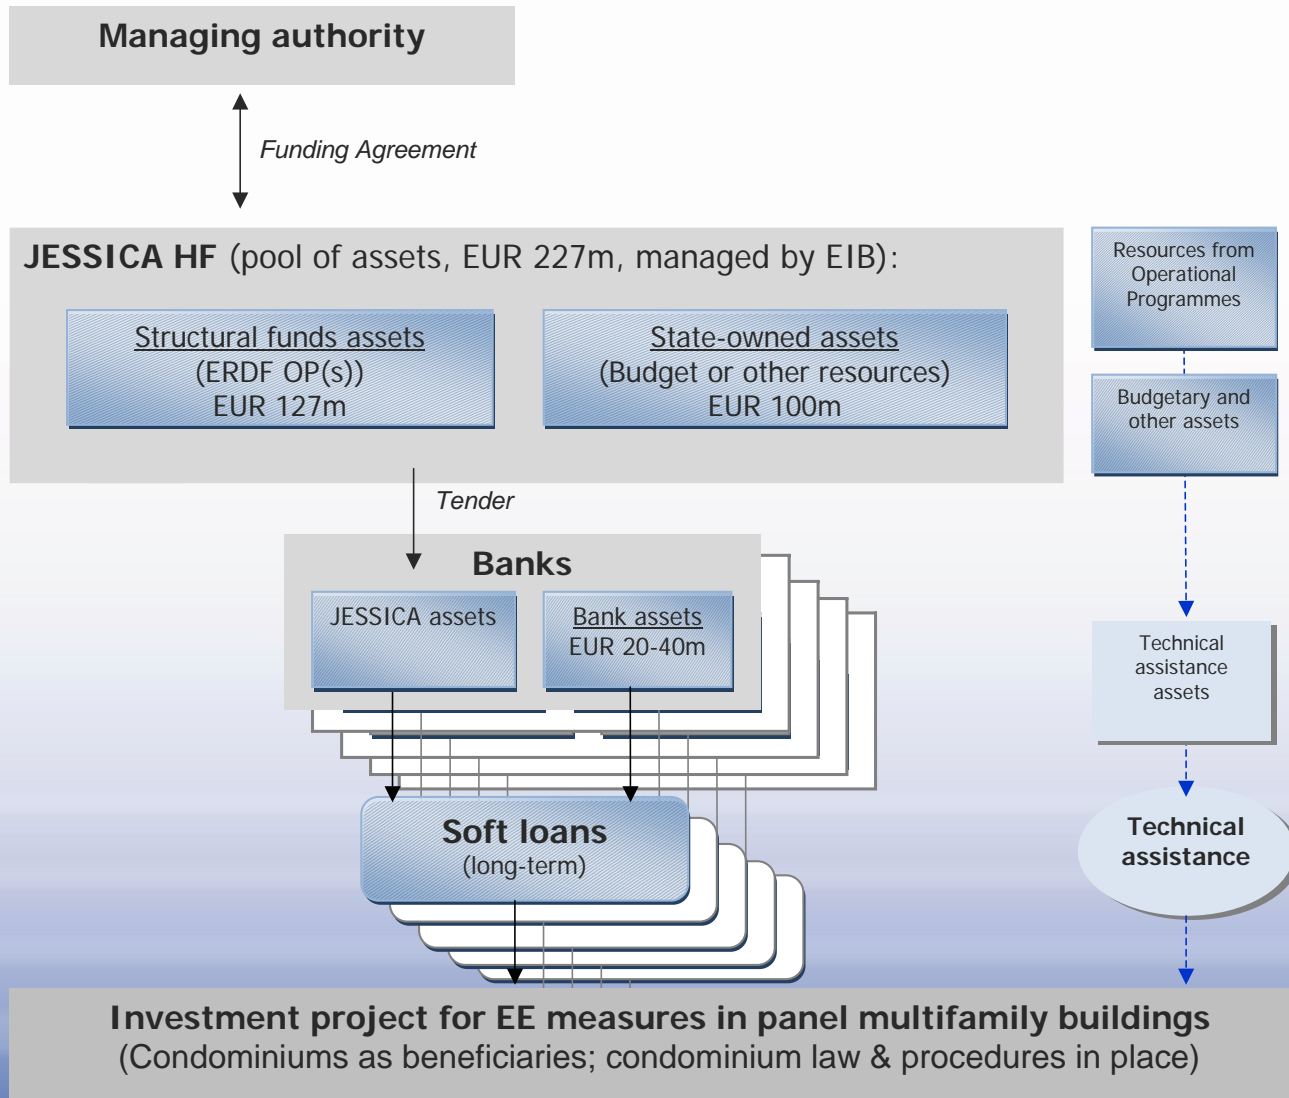 Managing authority
Funding Agreement
JESSICA HF (pool of assets, EUR 227m, managed by EIB):
Structural funds assets
(ERDF OP(s))
EUR 127m
State-owned assets
(Budget or other resources)
EUR 100m
Resources from
Operational
Programmes
Budgetary and
other assets
Tender
Banks
JESSICA assets
Bank assets
EUR 20-40m
Technical
assistance
assets
Soft loans
(long-term)
Technical
assistance
Investment project for EE measures in panel multifamily buildings
(Condominiums as beneficiaries; condominium law & procedures in place)